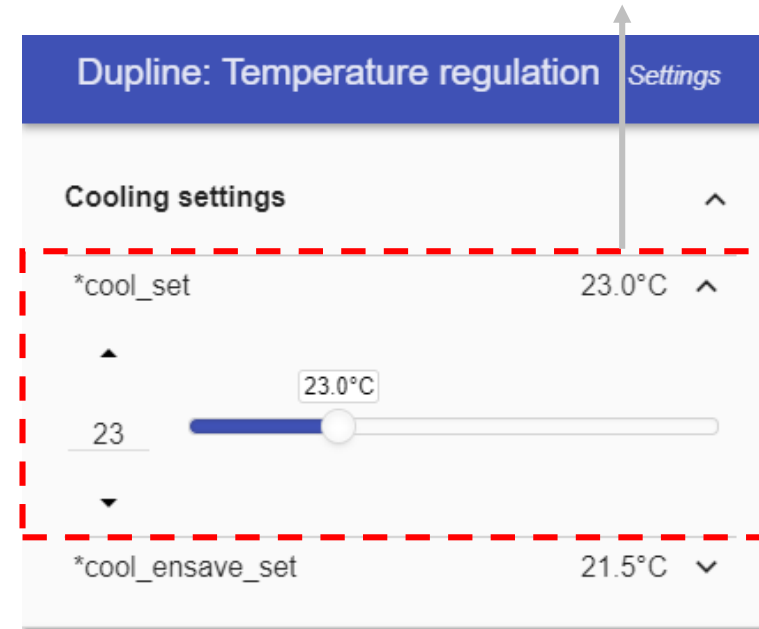 Dupline: Temperature regulation Settings
Cooling settings
*cool_set 23.0°C
23.0°C
23
*cool_ensave_set 21.5°C